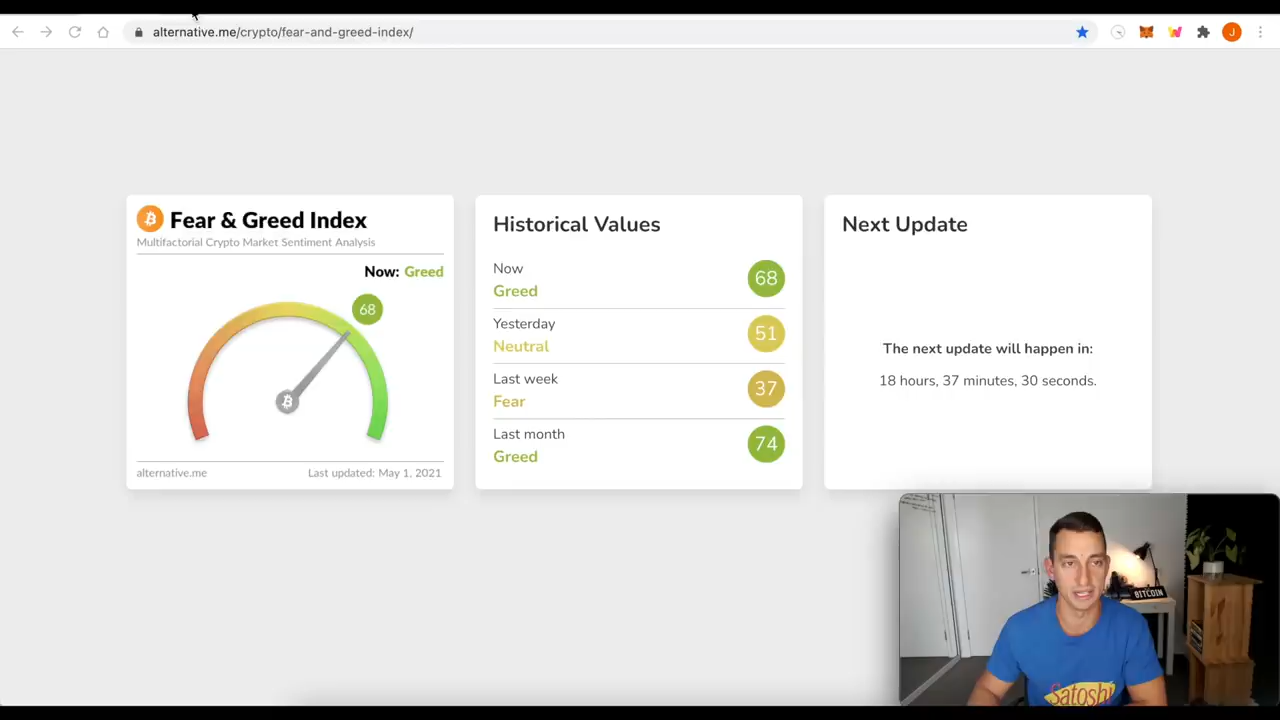 alternative.me/crypto/fear-and-greed-index/
J
Fear & Greed Index
Multifactorial Crypto Market Sentiment Analysis
Now: Greed
68
alternative.me
Last updated: May 1, 2021
Historical Values
Now
Greed
68
Yesterday
Neutral
51
Last week
Fear
37
Last month
Greed
74
Next Update
The next update will happen in:
18 hours, 37 minutes, 30 seconds.
BITCOIN
Satoshi